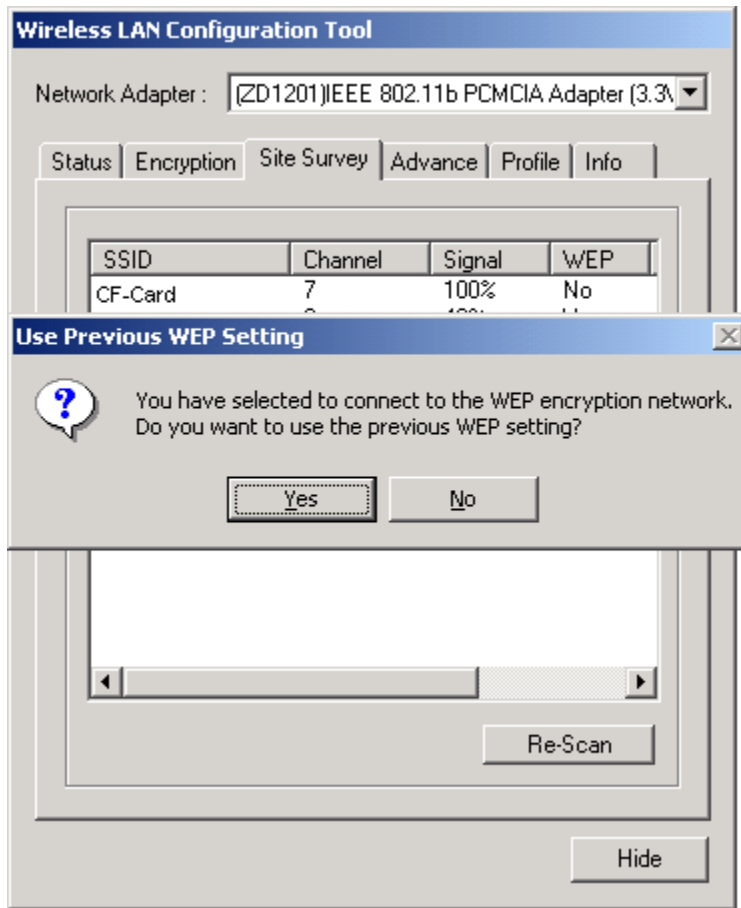 Wireless LAN Configuration Tool
Network Adapter : (ZD1201)IEEE 802.11b PCMCIA Adapter (3.3
Status Encryption Site Survey Advance Profile Info
SSID Channel Signal WEP
CF-Card 7 100% No
Use Previous WEP Setting
You have selected to connect to the WEP encryption network.
Do you want to use the previous WEP setting?
Yes No
Re-Scan
Hide